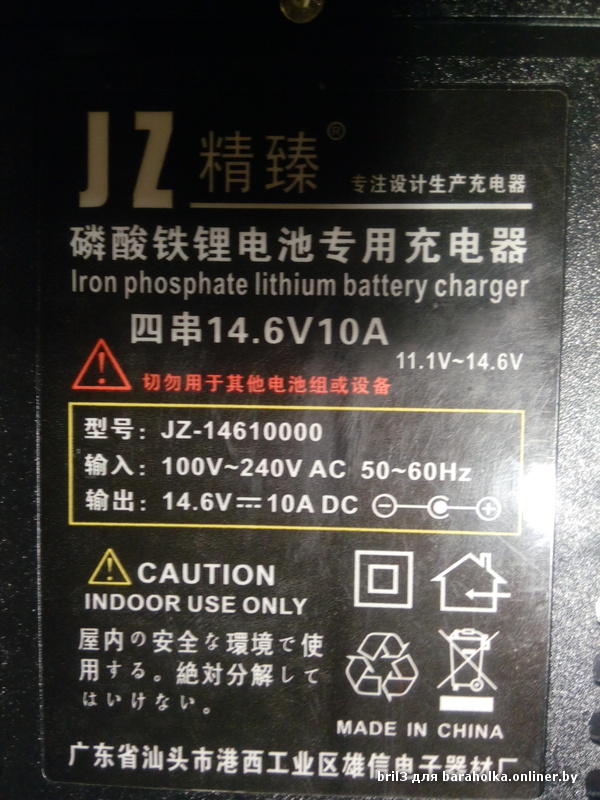 JZ 精臻® 专注设计生产充电器
磷酸铁锂电池专用充电器
Iron phosphate lithium battery charger
四串14.6V10A
11.1V~14.6V
切勿用于其他电池组或设备
型号: JZ-14610000
输入: 100V~240V AC 50~60Hz
输出: 14.6V⎓10A DC
CAUTION
INDOOR USE ONLY
屋内の安全な環境で使
用する。絶対分解して
はいけない。
MADE IN CHINA
广东省汕头市港西工业区雄信电子器材厂
bril3 для baraholka.onliner.by